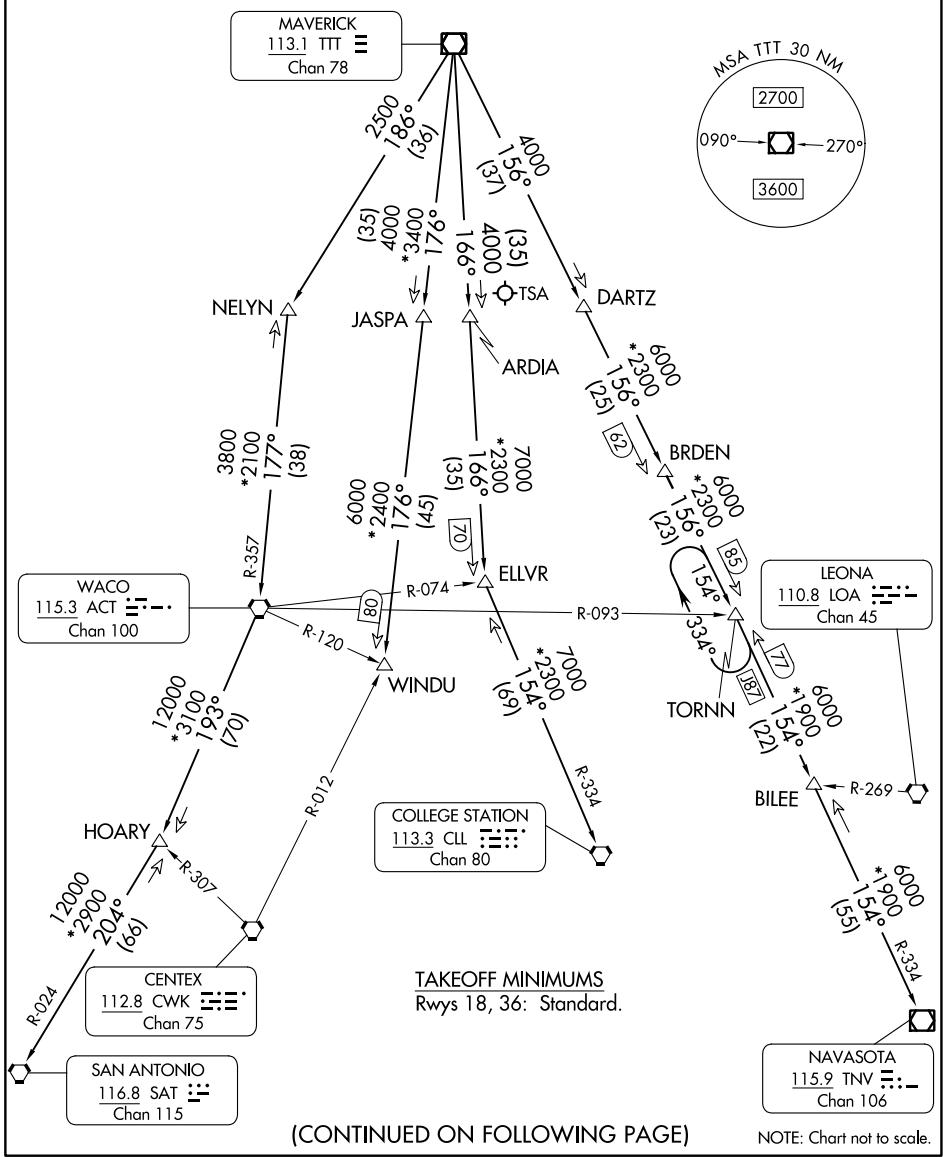 MAVERICK
113.1 TTT
Chan 78
MSA TTT 30 NM
2700
090°
270°
3600
2500
186°
(36)
(35)
4000
*3400
176°
(35)
4000
166°
4000
156°
(37)
TSA
NELYN
JASPA
ARDIA
DARTZ
6000
*2300
156°
(25)
62
BRDEN
3800
*2100
177°
(38)
6000
*2400
176°
(45)
7000
*2300
166°
(35)
6000
*2300
156°
(23)
70
85
R-357
WACO
115.3 ACT
Chan 100
R-074
ELLVR
80
R-093
R-120
WINDU
154°
334°
LEONA
110.8 LOA
Chan 45
77
J87
TORNN
12000
*3100
193°
(70)
7000
*2300
154°
(69)
6000
*1900
154°
(22)
R-012
R-334
BILEE
R-269
HOARY
R-307
COLLEGE STATION
113.3 CLL
Chan 80
12000
*2900
204°
(66)
6000
*1900
154°
(55)
R-334
R-024
CENTEX
112.8 CWK
Chan 75
TAKEOFF MINIMUMS
Rwys 18, 36: Standard.
SAN ANTONIO
116.8 SAT
Chan 115
NAVASOTA
115.9 TNV
Chan 106
(CONTINUED ON FOLLOWING PAGE)
NOTE: Chart not to scale.